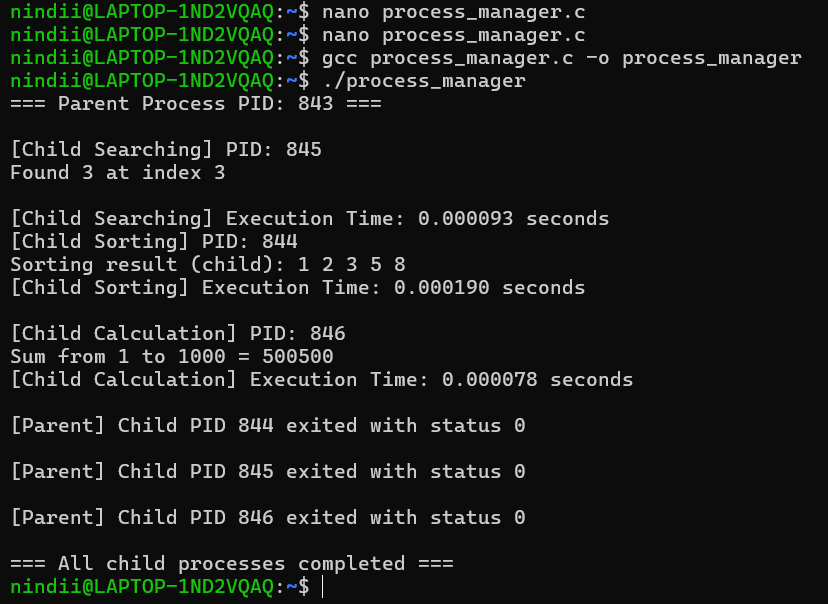 nindii@LAPTOP-1ND2VQAQ:~$ nano process_manager.c
nindii@LAPTOP-1ND2VQAQ:~$ nano process_manager.c
nindii@LAPTOP-1ND2VQAQ:~$ gcc process_manager.c -o process_manager
nindii@LAPTOP-1ND2VQAQ:~$ ./process_manager
=== Parent Process PID: 843 ===
[Child Searching] PID: 845
Found 3 at index 3
[Child Searching] Execution Time: 0.000093 seconds
[Child Sorting] PID: 844
Sorting result (child): 1 2 3 5 8
[Child Sorting] Execution Time: 0.000190 seconds
[Child Calculation] PID: 846
Sum from 1 to 1000 = 500500
[Child Calculation] Execution Time: 0.000078 seconds
[Parent] Child PID 844 exited with status 0
[Parent] Child PID 845 exited with status 0
[Parent] Child PID 846 exited with status 0
=== All child processes completed ===
nindii@LAPTOP-1ND2VQAQ:~$